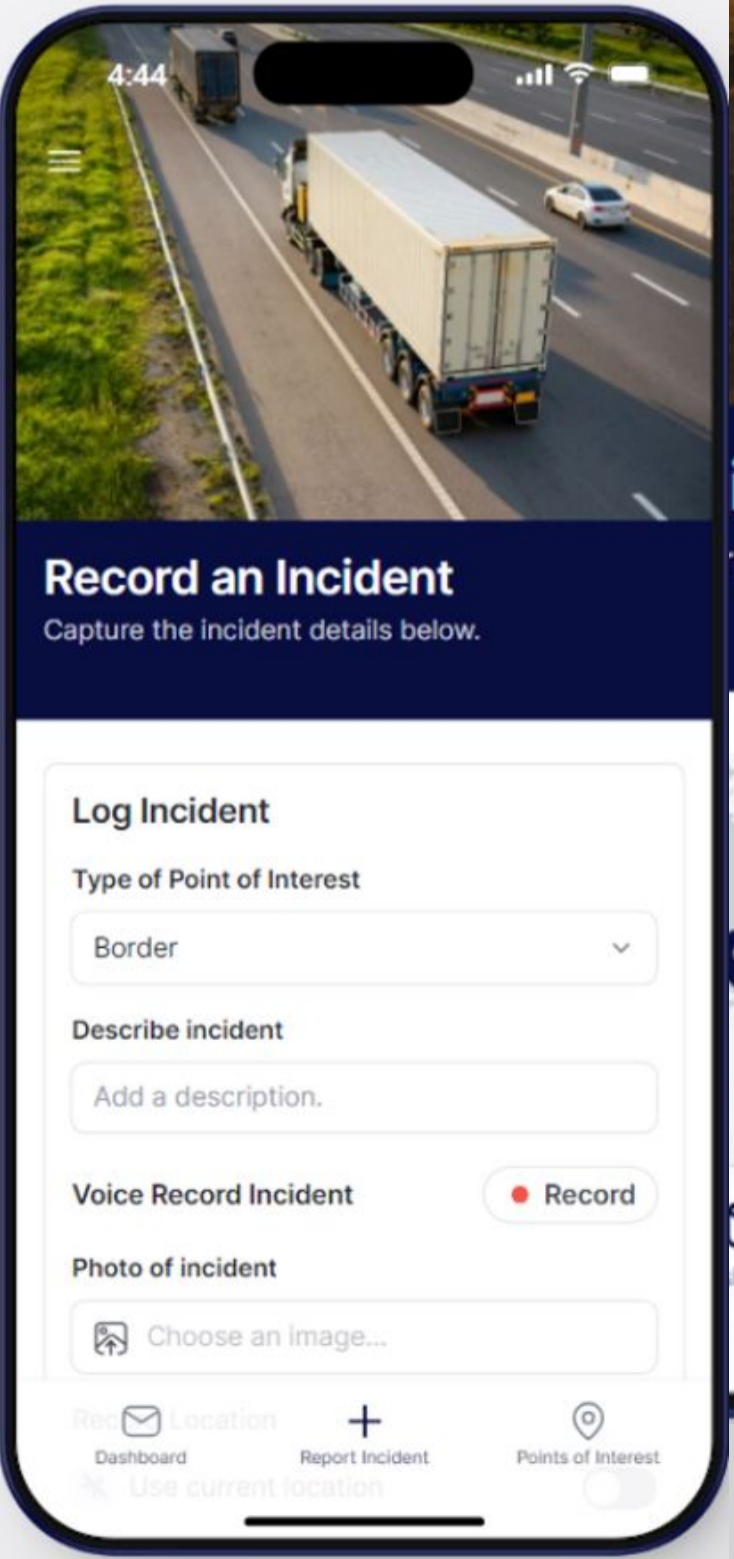 4:44
Record an Incident
Capture the incident details below.
Log Incident
Type of Point of Interest
Border
Describe incident
Add a description.
Voice Record Incident
Record
Photo of incident
Choose an image...
Location
Dashboard
Report Incident
Points of Interest
Use current location